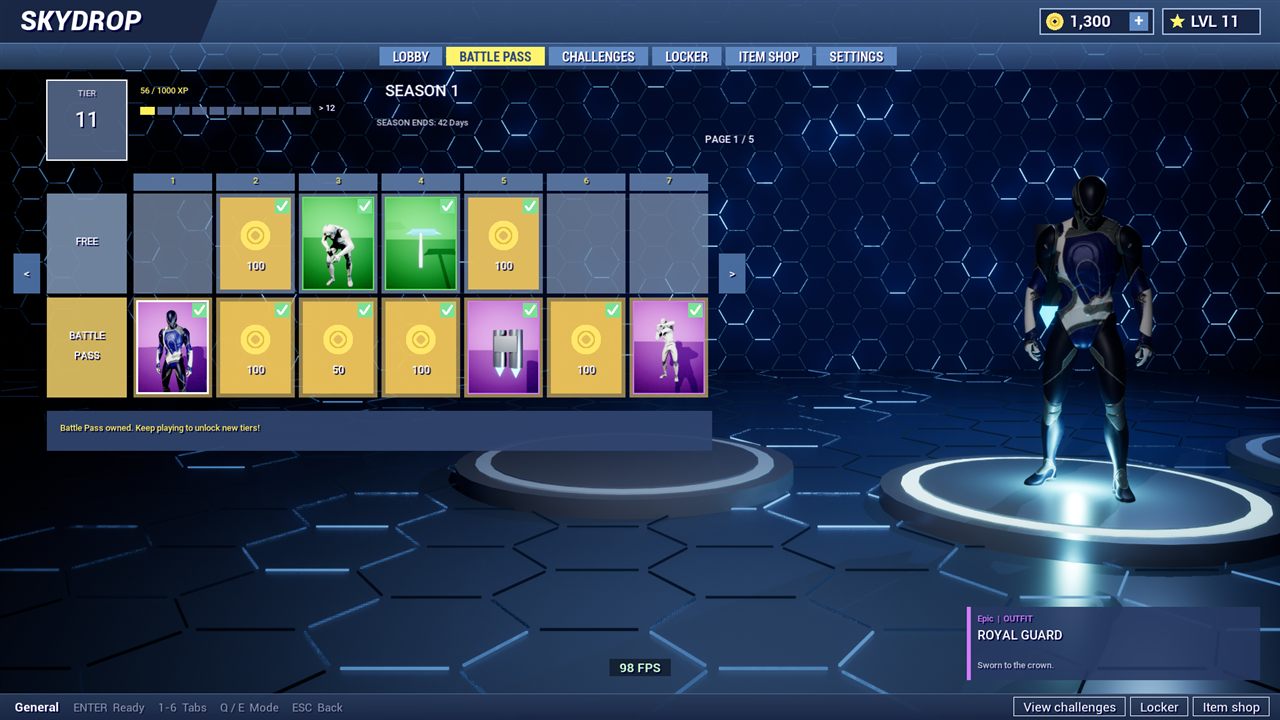 SKYDROP
1,300 +
LVL 11
LOBBY BATTLE PASS CHALLENGES LOCKER ITEM SHOP SETTINGS
TIER
11
56 / 1000 XP
> 12
SEASON 1
SEASON ENDS: 42 Days
PAGE 1 / 5
1 2 3 4 5 6 7
FREE
100 100
< >
BATTLE
PASS
100 50 100 100
Battle Pass owned. Keep playing to unlock new tiers!
Epic | OUTFIT
ROYAL GUARD
Sworn to the crown.
98 FPS
General ENTER Ready 1-6 Tabs Q / E Mode ESC Back
View challenges Locker Item shop